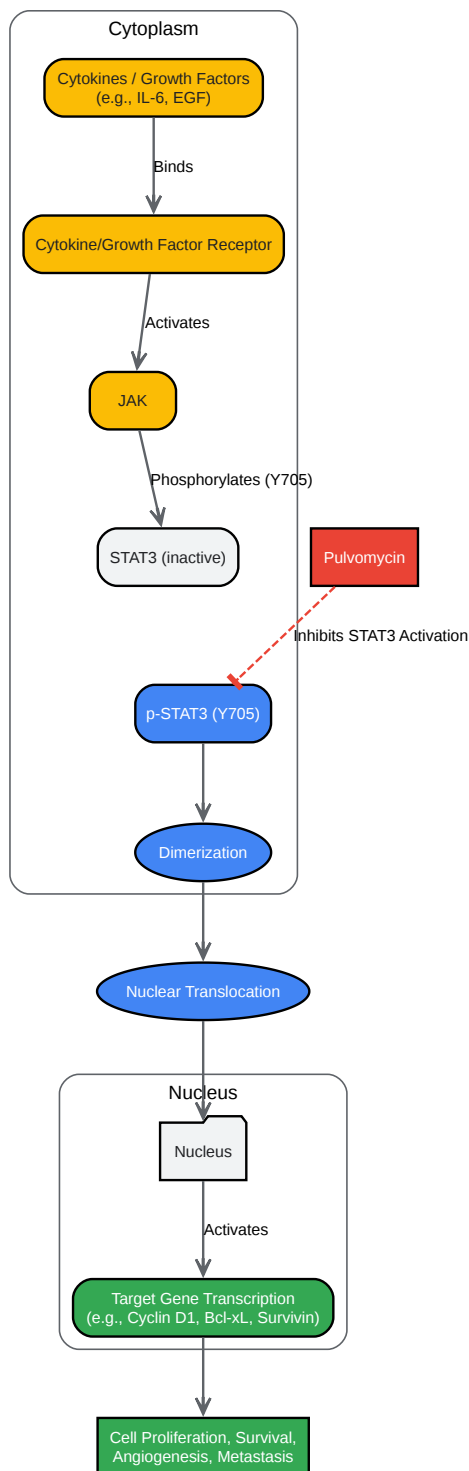 Cytoplasm
Cytokines / Growth Factors
(e.g., IL-6, EGF)
Binds
Cytokine/Growth Factor Receptor
Activates
JAK
Phosphorylates (Y705)
STAT3 (inactive)
Pulvomycin
Inhibits STAT3 Activation
p-STAT3 (Y705)
Dimerization
Nuclear Translocation
Nucleus
Nucleus
Activates
Target Gene Transcription
(e.g., Cyclin D1, Bcl-xL, Survivin)
Cell Proliferation, Survival,
Angiogenesis, Metastasis